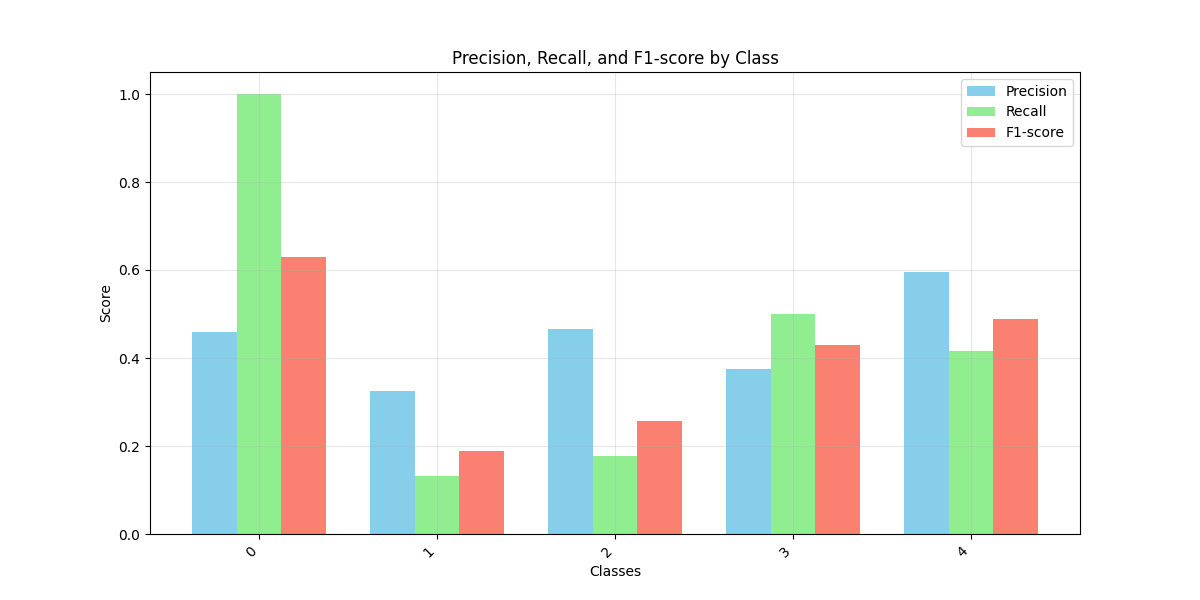 Precision, Recall, and F1-score by Class
Precision
Recall
F1-score
Score
1.0
0.8
0.6
0.4
0.2
0.0
0
1
2
3
4
Classes